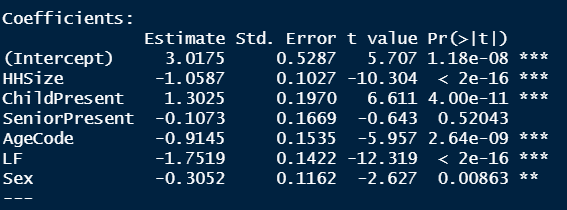 Coefficients:
               Estimate Std. Error t value Pr(>|t|)
(Intercept)      3.0175     0.5287   5.707 1.18e-08 ***
HHSize          -1.0587     0.1027 -10.304  < 2e-16 ***
ChildPresent     1.3025     0.1970   6.611 4.00e-11 ***
SeniorPresent   -0.1073     0.1669  -0.643  0.52043
AgeCode         -0.9145     0.1535  -5.957 2.64e-09 ***
LF              -1.7519     0.1422 -12.319  < 2e-16 ***
Sex             -0.3052     0.1162  -2.627  0.00863 **
---